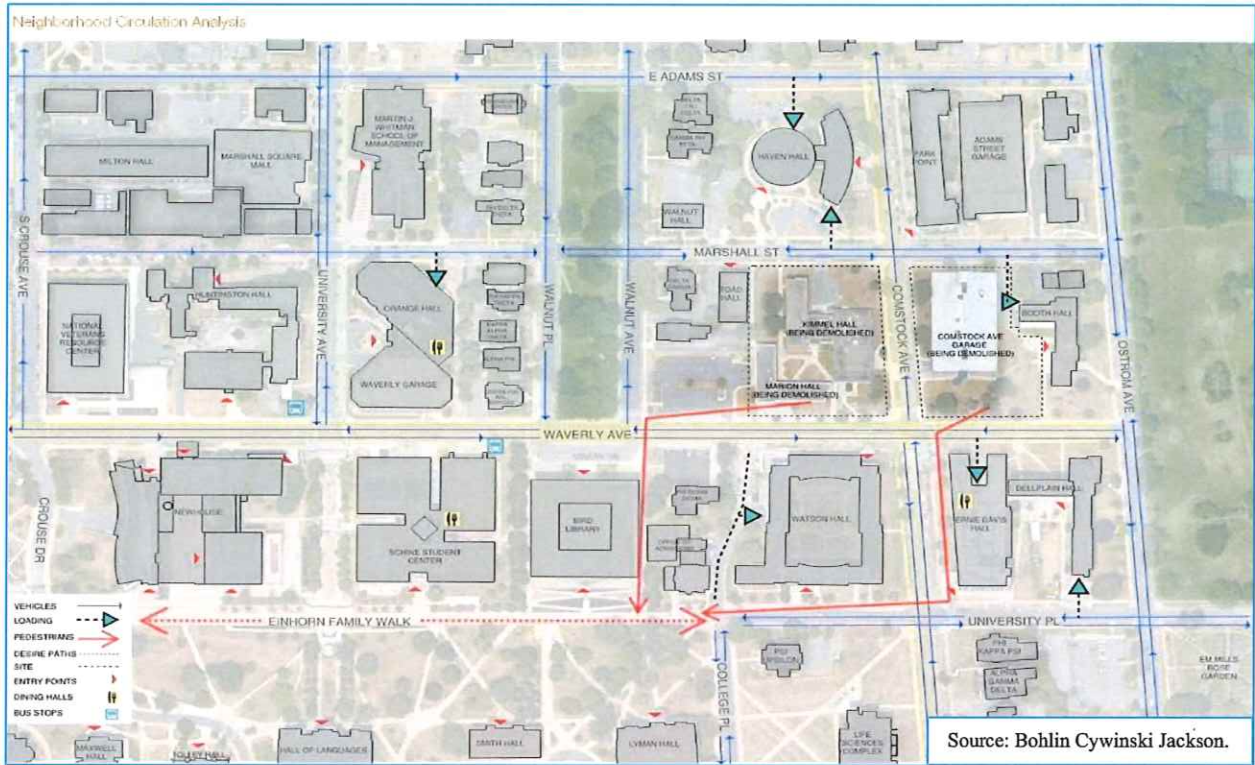 Neighborhood Circulation Analysis
E ADAMS ST
MILTON HALL
MARSHALL SQUARE
MALL
MARTIN J.
WHITMAN
SCHOOL OF
MANAGEMENT
HAVEN HALL
PARK
POINT
ADAMS
STREET
GARAGE
WALNUT
HALL
MARSHALL ST
S CROUSE AVE
UNIVERSITY AVE
WALNUT PL
WALNUT AVE
COMSTOCK AVE
OSTROM AVE
HUNTINGTON HALL
NATIONAL
VETERANS
RESOURCE
CENTER
ORANGE HALL
WAVERLY GARAGE
KIMMEL HALL
(BEING DEMOLISHED)
MARION HALL
(BEING DEMOLISHED)
COMSTOCK AVE
GARAGE
(BEING DEMOLISHED)
BOOTH HALL
WAVERLY AVE
CROUSE DR
NEWHOUSE
SCHINE STUDENT
CENTER
BIRD
LIBRARY
WATSON HALL
ERNIE DAVIS
HALL
DELLPLAIN HALL
VEHICLES
LOADING
PEDESTRIANS
DESIRE PATHS
SITE
ENTRY POINTS
DINING HALLS
BUS STOPS
EINHORN FAMILY WALK
UNIVERSITY PL
COLLEGE PL
PSI
UPSILON
PHI
KAPPA PSI
ALPHA
GAMMA
DELTA
EM MILLS
ROSE
GARDEN
MAXWELL
HALL
TOLLEY HALL
HALL OF LANGUAGES
SMITH HALL
LYMAN HALL
LIFE
SCIENCES
COMPLEX
Source: Bohlin Cywinski Jackson.